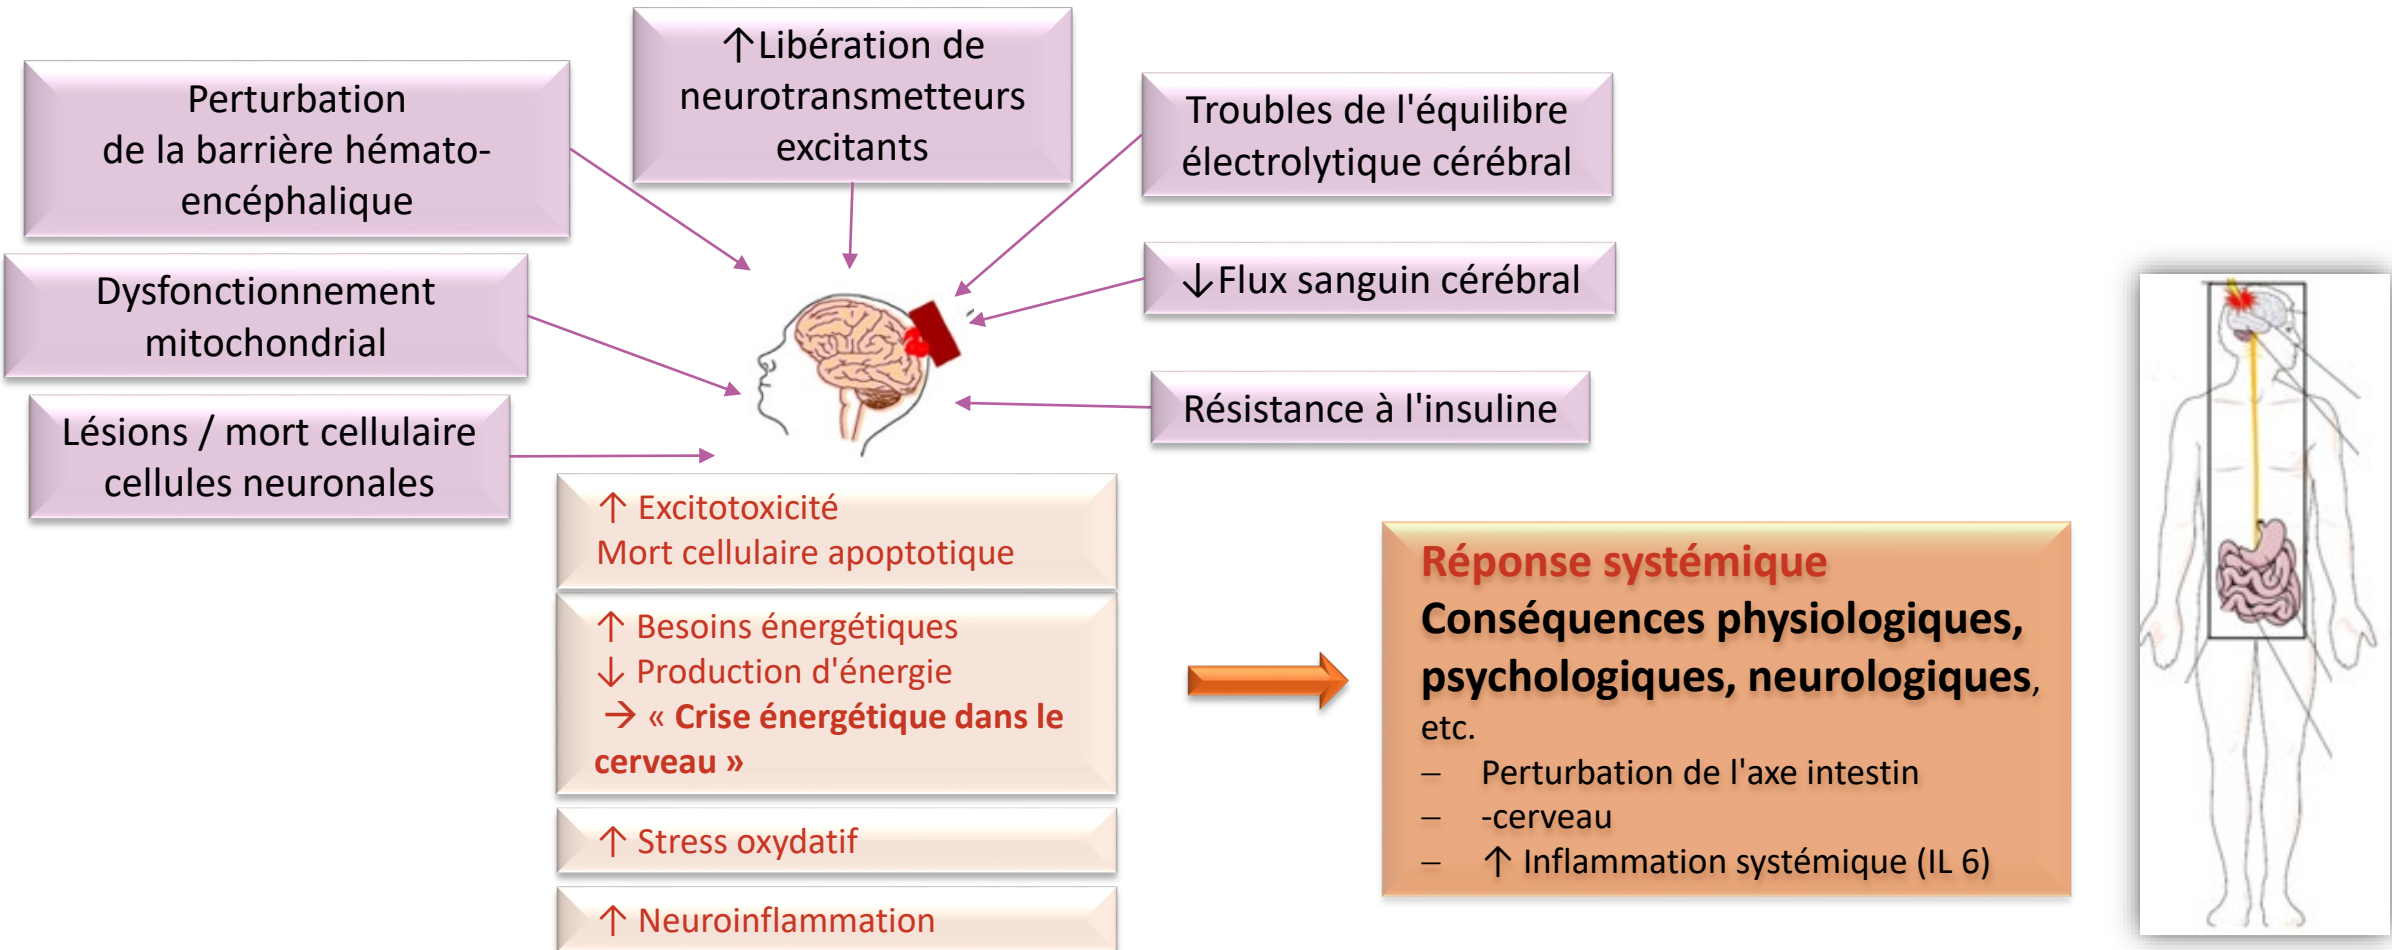 Perturbation
de la barrière hémato-
encéphalique
↑Libération de
neurotransmetteurs
excitants
Troubles de l'équilibre
électrolytique cérébral
Dysfonctionnement
mitochondrial
↓Flux sanguin cérébral
Lésions / mort cellulaire
cellules neuronales
Résistance à l'insuline
↑ Excitotoxicité
Mort cellulaire apoptotique
↑ Besoins énergétiques
↓ Production d'énergie
→ « Crise énergétique dans le
cerveau »
↑ Stress oxydatif
↑ Neuroinflammation
Réponse systémique
Conséquences physiologiques,
psychologiques, neurologiques,
etc.
– Perturbation de l'axe intestin
– -cerveau
– ↑ Inflammation systémique (IL 6)